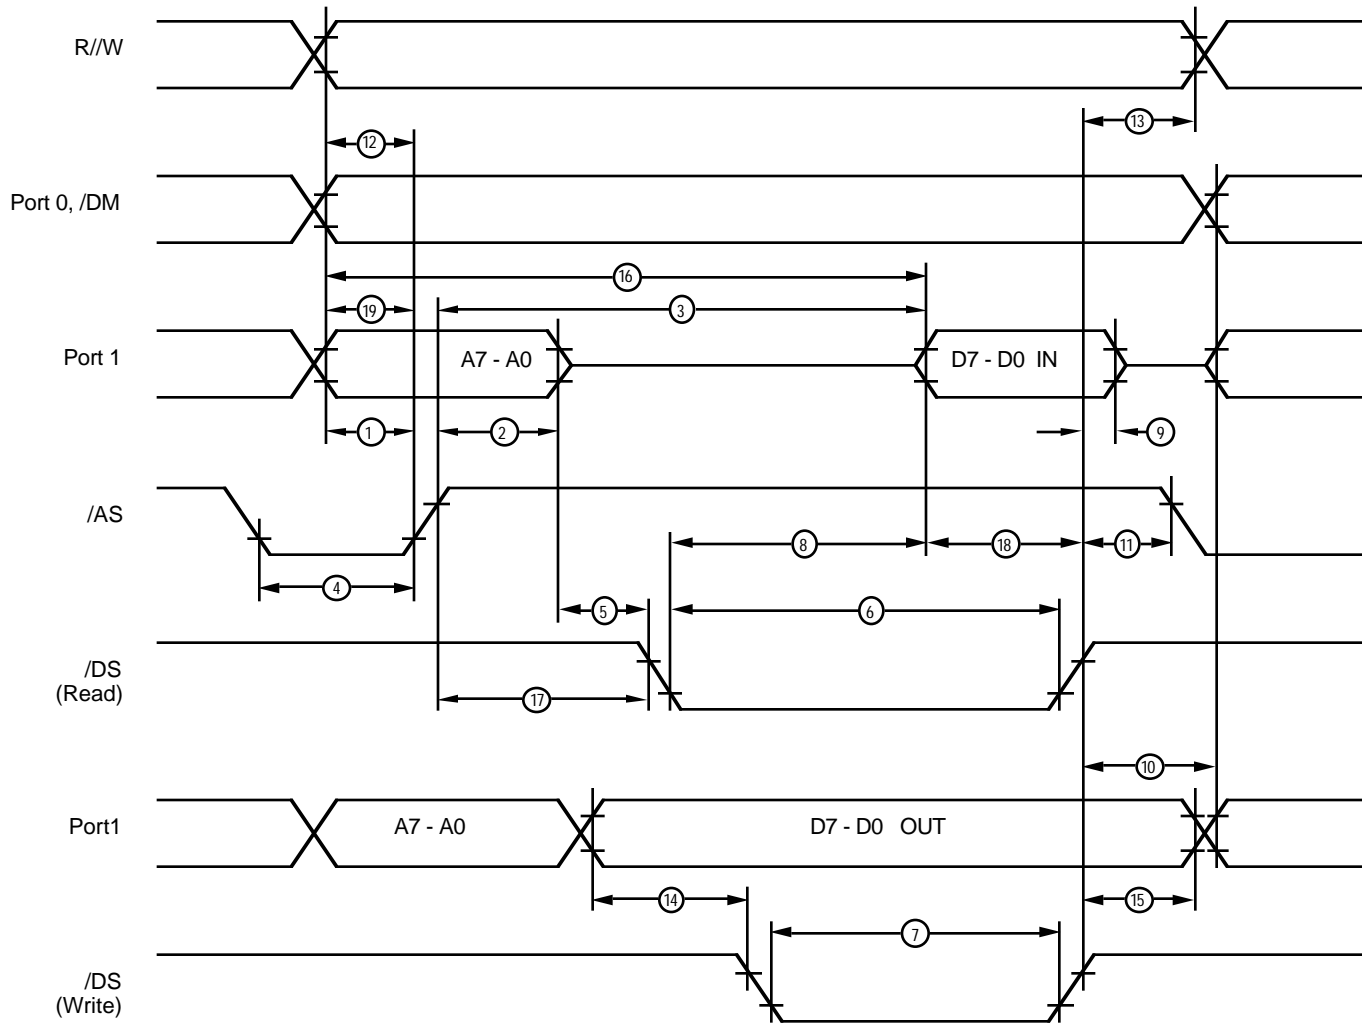 R//W
13
12
Port 0, /DM
16
19
3
Port 1
A7 - A0
D7 - D0 IN
1
2
9
/AS
8
18
11
4
5
6
/DS
(Read)
17
10
Port1
A7 - A0
D7 - D0 OUT
14
15
7
/DS
(Write)